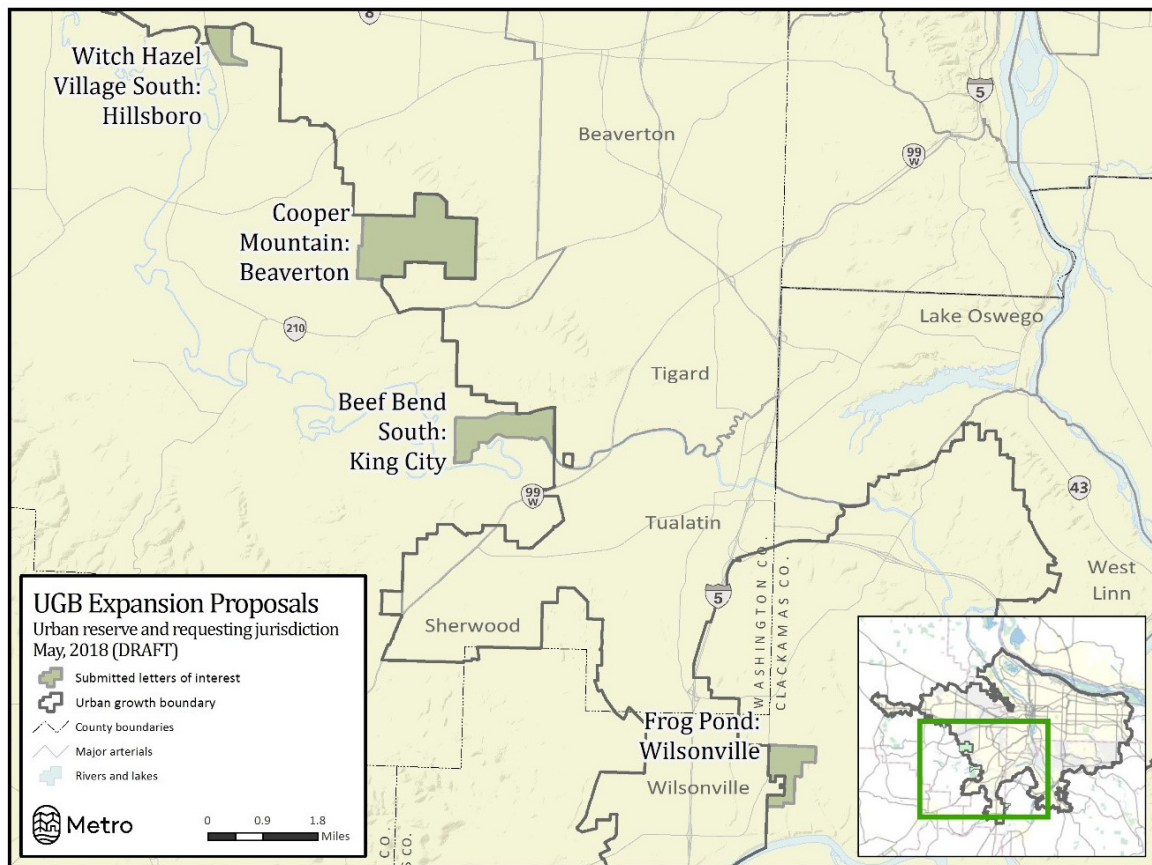 8
Witch Hazel
Village South:
Hillsboro
5
Beaverton
99
W
Cooper
Mountain:
Beaverton
210
Lake Oswego
Tigard
Beef Bend
South:
King City
43
99
W
Tualatin
WASHINGTON CO.
CLACKAMAS CO.
West
Linn
5
Sherwood
Frog Pond:
Wilsonville
Wilsonville
UGB Expansion Proposals
Urban reserve and requesting jurisdiction
May, 2018 (DRAFT)
Submitted letters of interest
Urban growth boundary
County boundaries
Major arterials
Rivers and lakes
Metro
0 0.9 1.8
Miles
CO
CO.